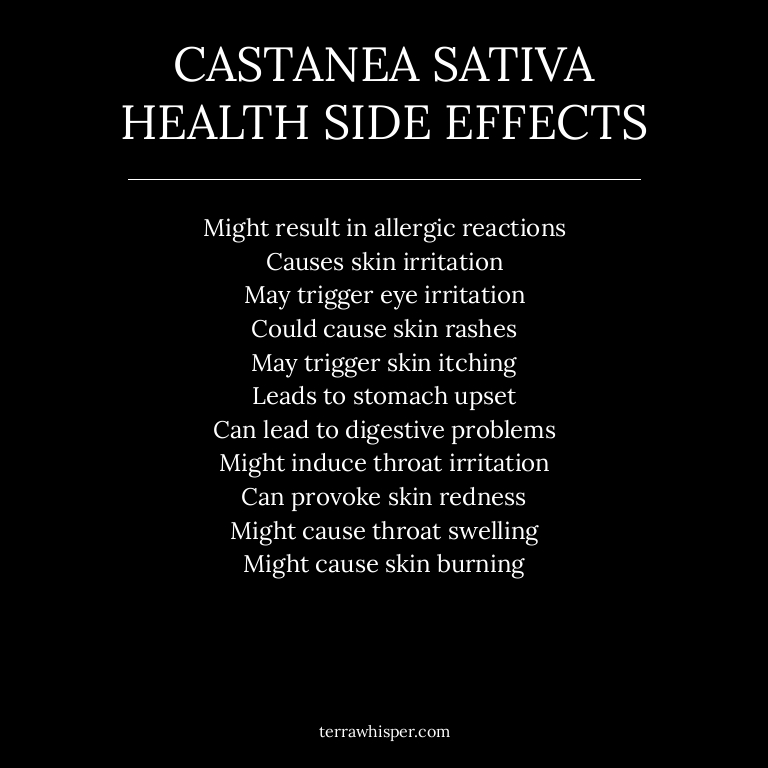 CASTANEA SATIVA
HEALTH SIDE EFFECTS
Might result in allergic reactions
Causes skin irritation
May trigger eye irritation
Could cause skin rashes
May trigger skin itching
Leads to stomach upset
Can lead to digestive problems
Might induce throat irritation
Can provoke skin redness
Might cause throat swelling
Might cause skin burning
terrawhisper.com